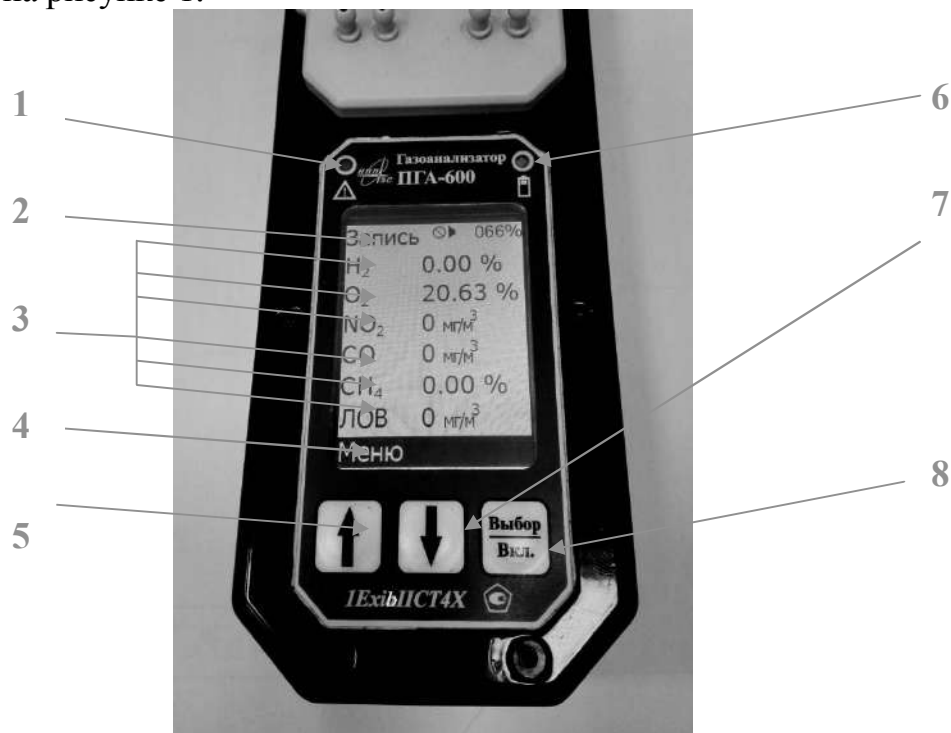 на рисунке 1.
1
6
Газоанализатор
ПГА-600
2
7
Запись 066%
H₂ 0.00 %
O₂ 20.63 %
NO₂ 0 мг/м³
3
CO 0 мг/м³
CH₄ 0.00 %
ЛОВ 0 мг/м³
4
Меню
8
5
Выбор
Вкл.
1ExibIICT4X